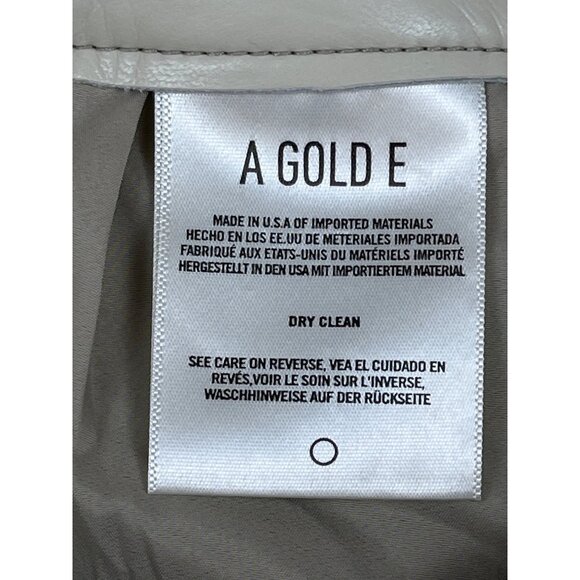 A GOLD E
MADE IN U.S.A OF IMPORTED MATERIALS
HECHO EN LOS EE.UU DE METERIALES IMPORTADA
FABRIQUÉ AUX ETATS-UNIS DU MATÉRIELS IMPORTÉ
HERGESTELLT IN DEN USA MIT IMPORTIERTEM MATERIAL
DRY CLEAN
SEE CARE ON REVERSE, VEA EL CUIDADO EN
REVÉS,VOIR LE SOIN SUR L'INVERSE,
WASCHHINWEISE AUF DER RÜCKSEITE